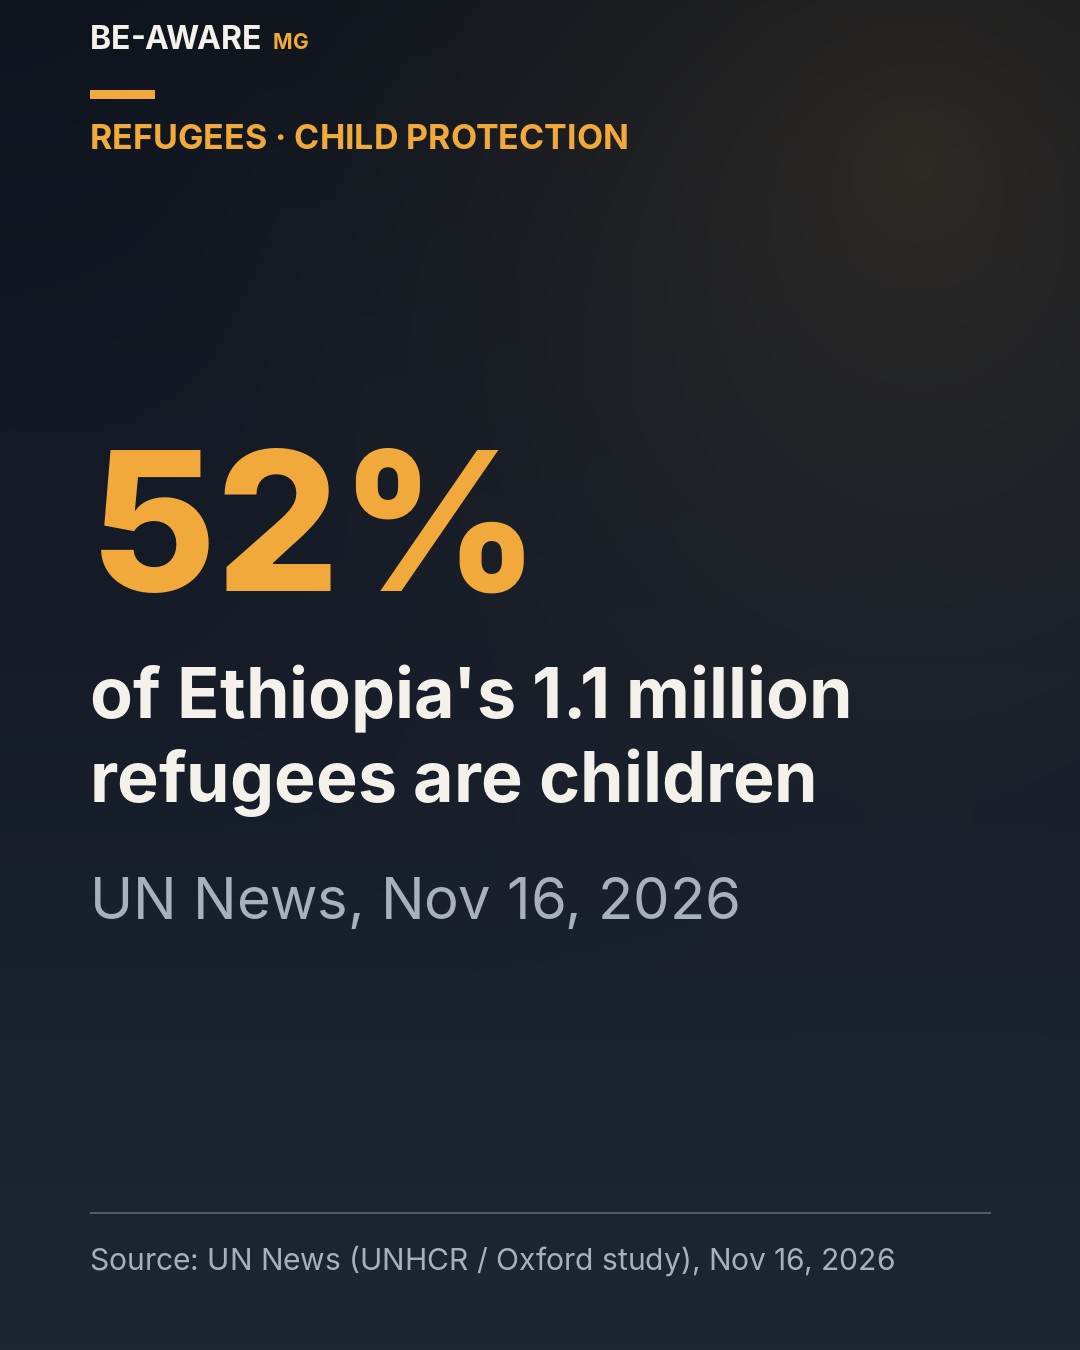 BE-AWARE MG
REFUGEES · CHILD PROTECTION
52%
of Ethiopia's 1.1 million
refugees are children
UN News, Nov 16, 2026
Source: UN News (UNHCR / Oxford study), Nov 16, 2026